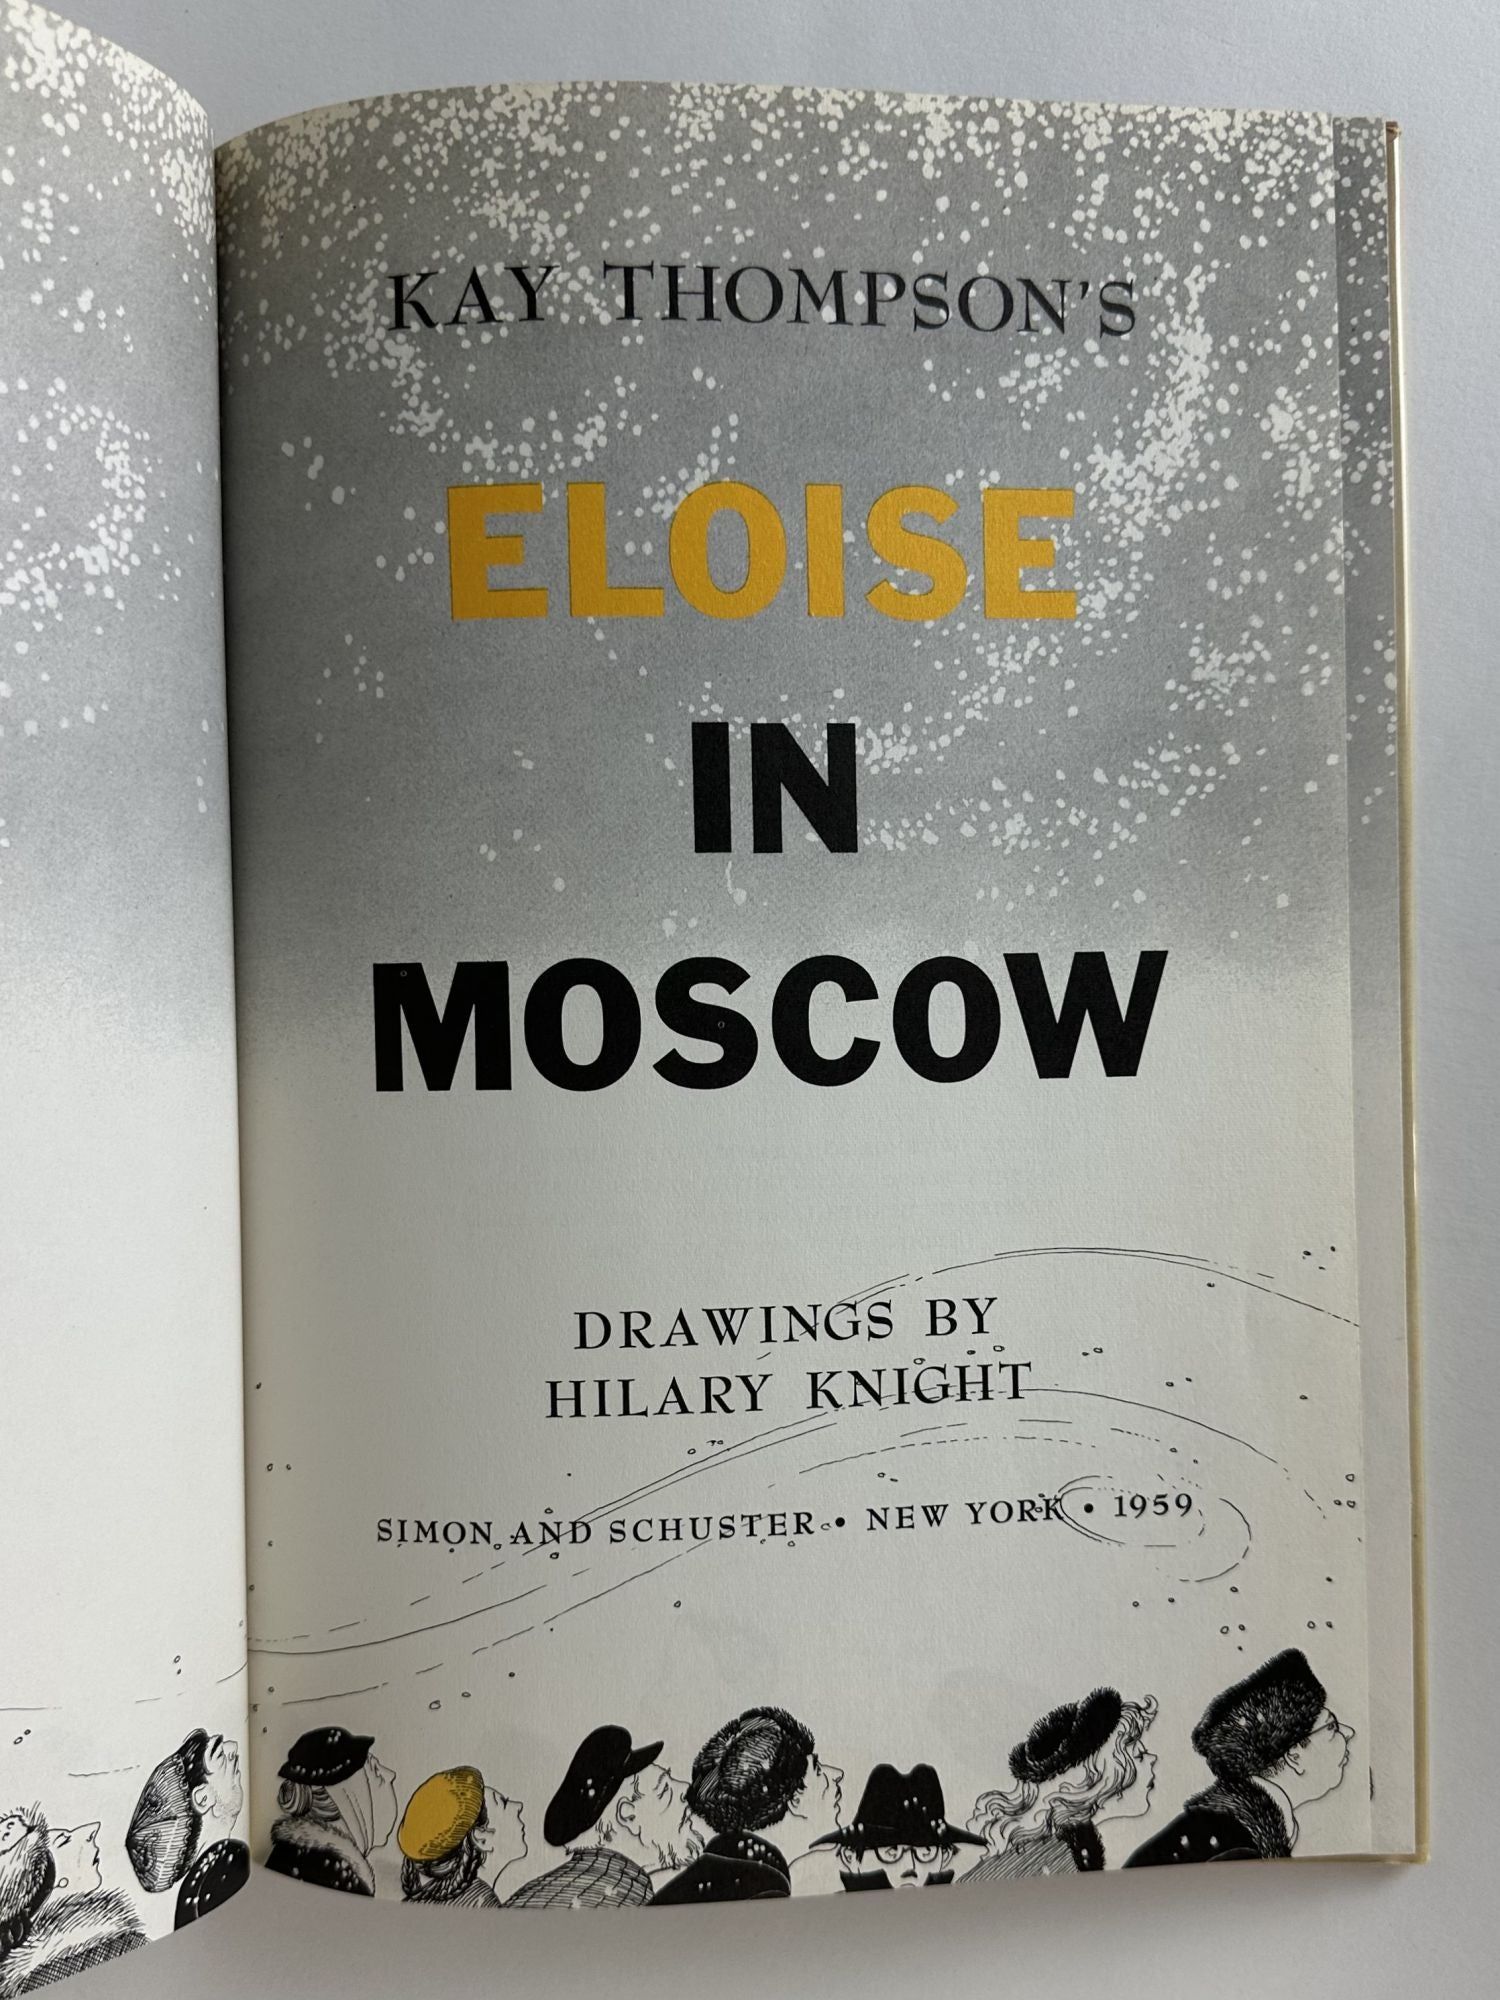 KAY THOMPSON'S
ELOISE
IN
MOSCOW
DRAWINGS BY
HILARY KNIGHT
SIMON AND SCHUSTER • NEW YORK • 1959